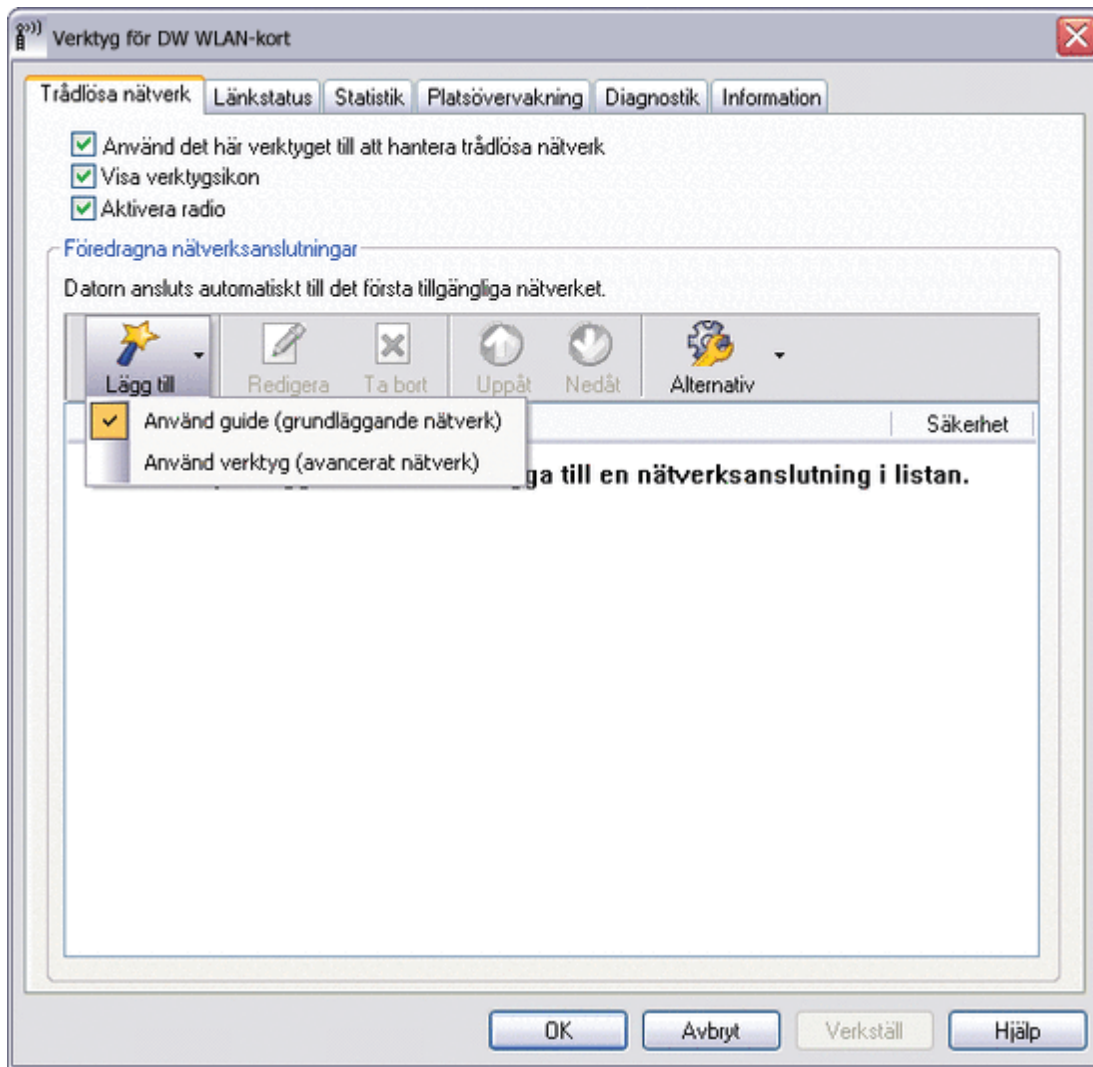 Verktyg för DW WLAN-kort
Trådlösa nätverk Länkstatus Statistik Platsövervakning Diagnostik Information
Använd det här verktyget till att hantera trådlösa nätverk
Visa verktygsikon
Aktivera radio
Föredragna nätverksanslutningar
Datorn ansluts automatiskt till det första tillgängliga nätverket.
Lägg till Redigera Ta bort Uppåt Nedåt Alternativ
Använd guide (grundläggande nätverk)
Säkerhet
Använd verktyg (avancerat nätverk)
till en nätverksanslutning i listan.
OK Avbryt Verkställ Hjälp